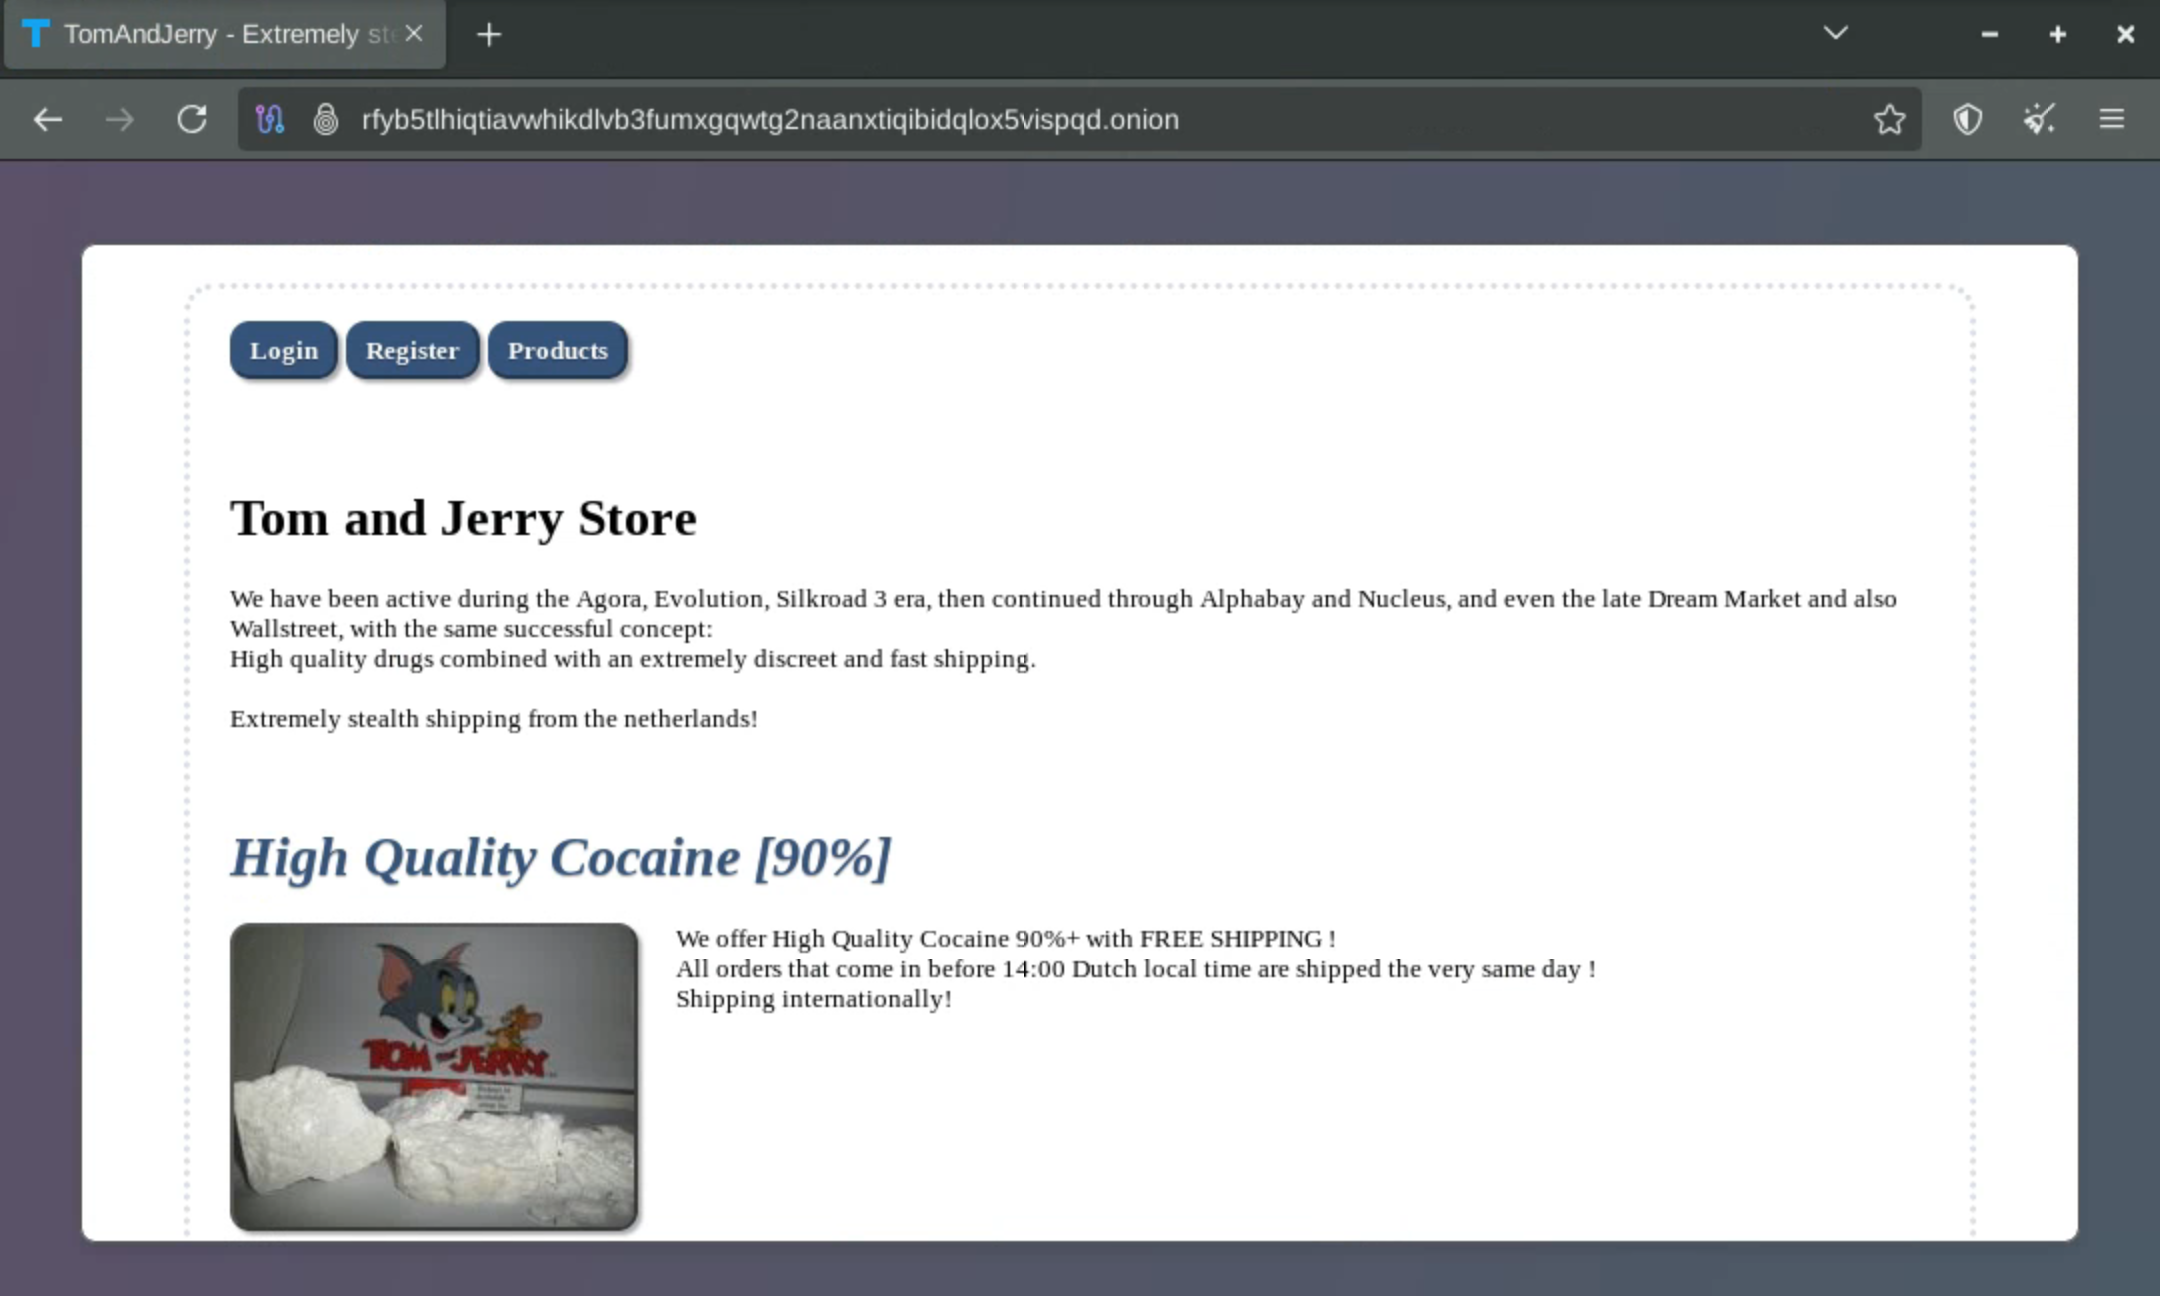 TomAndJerry - Extremely
rfyb5tlhiqtiavwhikdlvb3fumxgqwtg2naanxtiqibidqlox5vispqd.onion
Login Register Products
Tom and Jerry Store
We have been active during the Agora, Evolution, Silkroad 3 era, then continued through Alphabay and Nucleus, and even the late Dream Market and also
Wallstreet, with the same successful concept:
High quality drugs combined with an extremely discreet and fast shipping.
Extremely stealth shipping from the netherlands!
High Quality Cocaine [90%]
We offer High Quality Cocaine 90%+ with FREE SHIPPING !
All orders that come in before 14:00 Dutch local time are shipped the very same day !
Shipping internationally!
TOM and JERRY